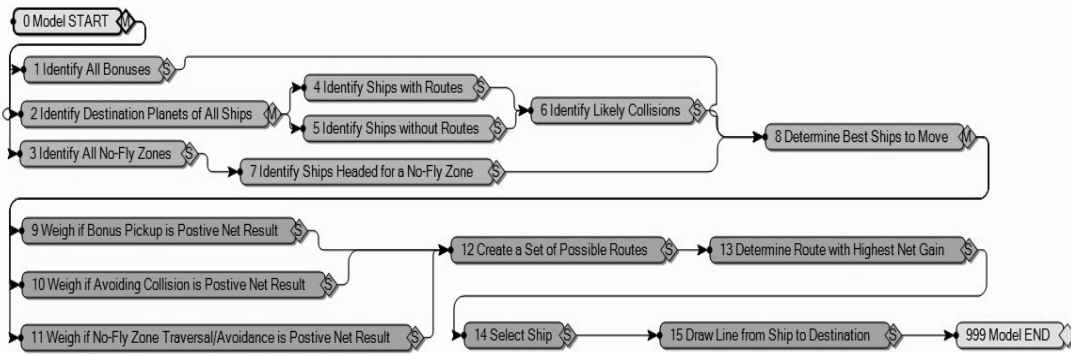 0 Model START M
1 Identify All Bonuses S
2 Identify Destination Planets of All Ships M
3 Identify All No-Fly Zones S
4 Identify Ships with Routes S
5 Identify Ships without Routes S
6 Identify Likely Collisions S
7 Identify Ships Headed for a No-Fly Zone S
8 Determine Best Ships to Move M
9 Weigh if Bonus Pickup is Postive Net Result S
10 Weigh if Avoiding Collision is Postive Net Result S
11 Weigh if No-Fly Zone Traversal/Avoidance is Postive Net Result S
12 Create a Set of Possible Routes S
13 Determine Route with Highest Net Gain S
14 Select Ship S
15 Draw Line from Ship to Destination S
999 Model END